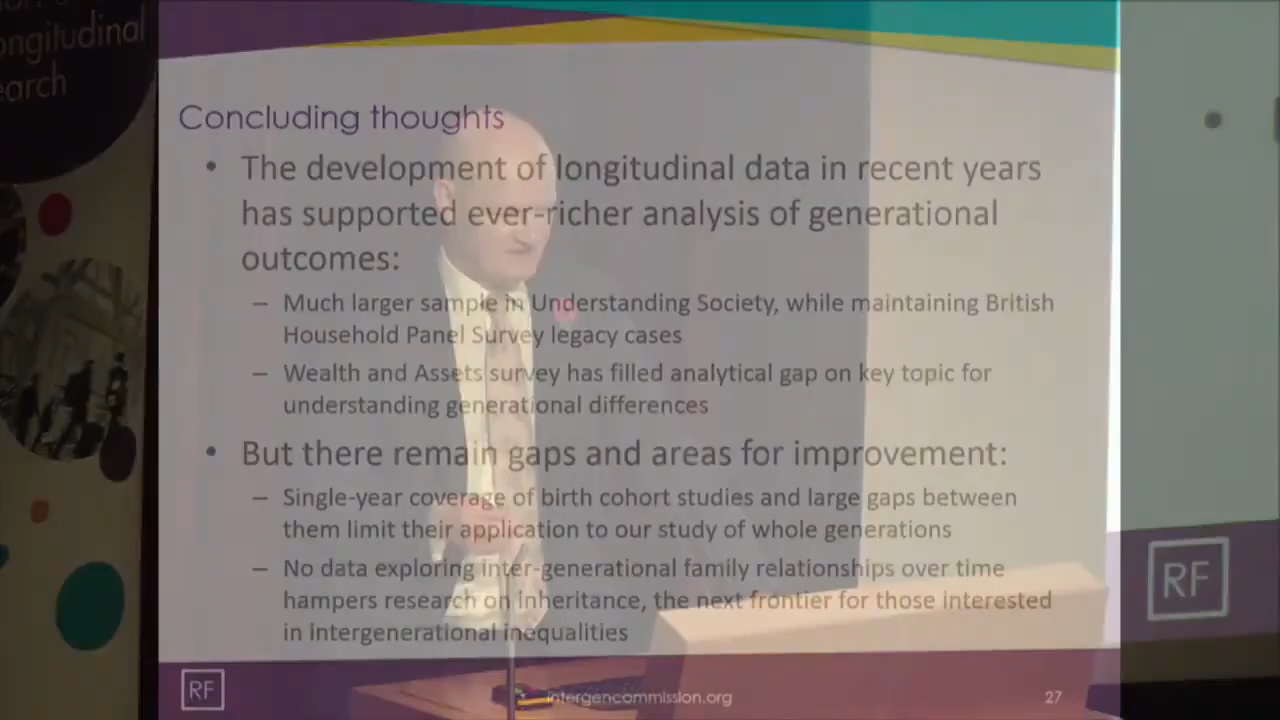 ongitudinal
earch
Concluding thoughts
• The development of longitudinal data in recent years
has supported ever-richer analysis of generational
outcomes:
– Much larger sample in Understanding Society, while maintaining British
Household Panel Survey legacy cases
– Wealth and Assets survey has filled analytical gap on key topic for
understanding generational differences
• But there remain gaps and areas for improvement:
– Single-year coverage of birth cohort studies and large gaps between
them limit their application to our study of whole generations
– No data exploring inter-generational family relationships over time
hampers research on inheritance, the next frontier for those interested
in intergenerational inequalities
RF
intergencommission.org
27
RF